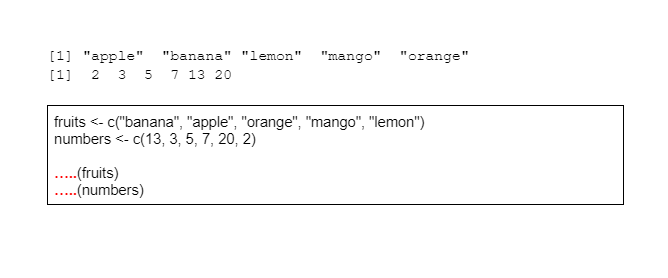 [1] "apple"  "banana" "lemon"  "mango"  "orange"
[1]  2  3  5  7 13 20
fruits <- c("banana", "apple", "orange", "mango", "lemon")
numbers <- c(13, 3, 5, 7, 20, 2)
.....(fruits)
.....(numbers)